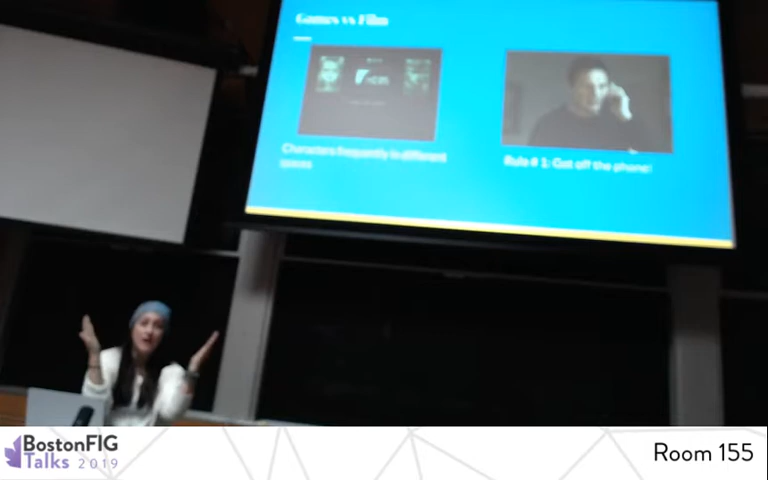 Games vs Film
Characters frequently in different
spaces
Rule # 1: Get off the phone!
BostonFIG
Talks 2019
Room 155